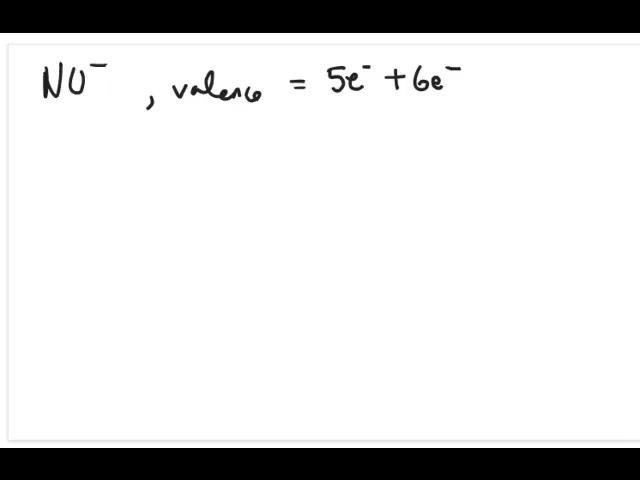 NO⁻ , valence = 5e⁻ + 6e⁻